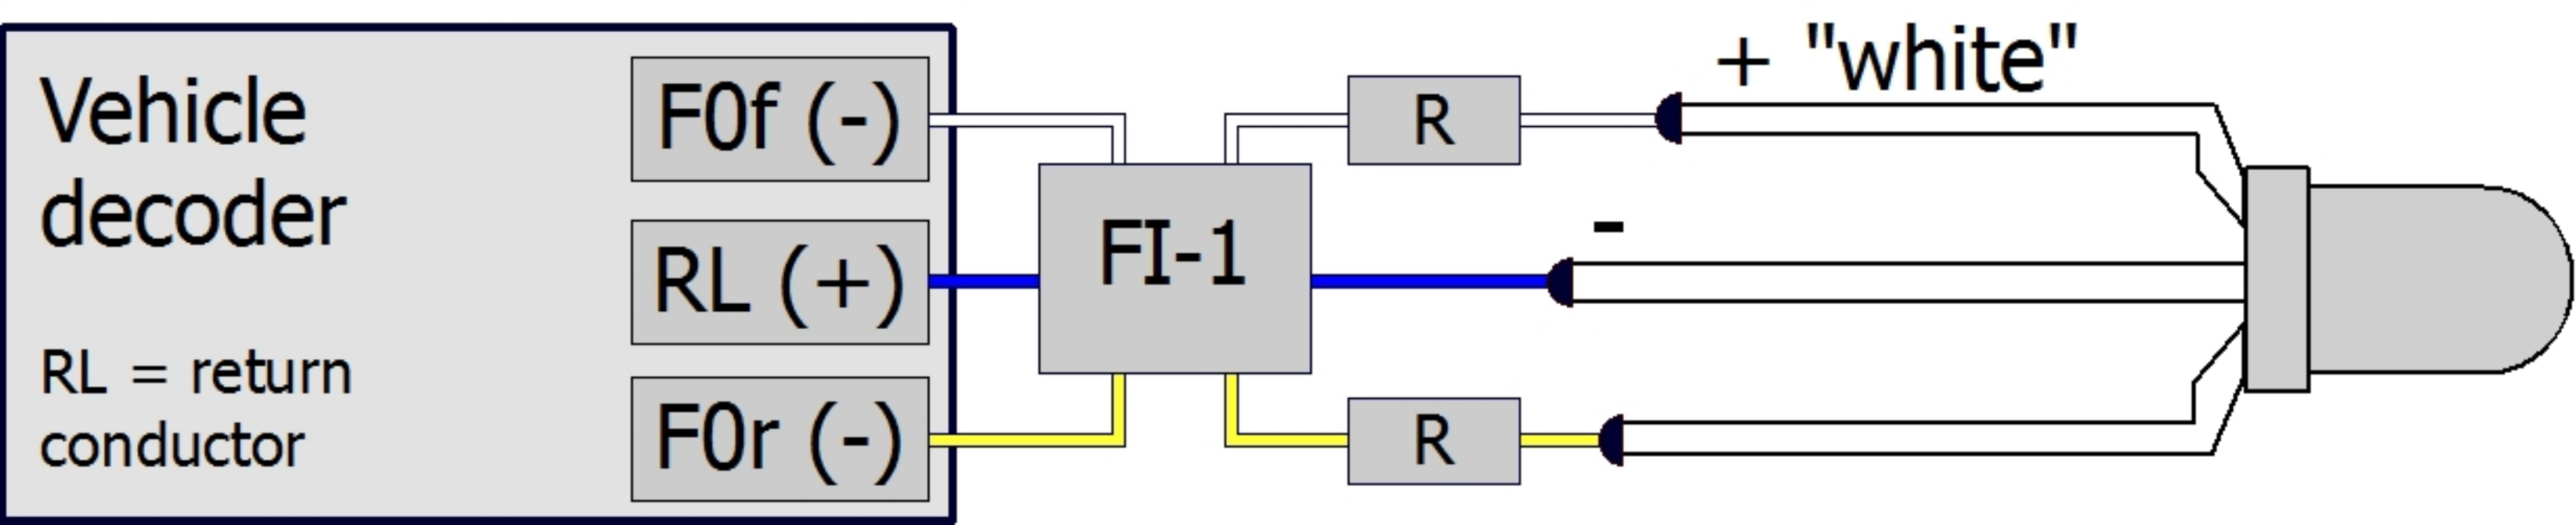 Vehicle
decoder
RL = return
conductor
F0f (-)
RL (+)
F0r (-)
FI-1
R
R
+ "white"
-